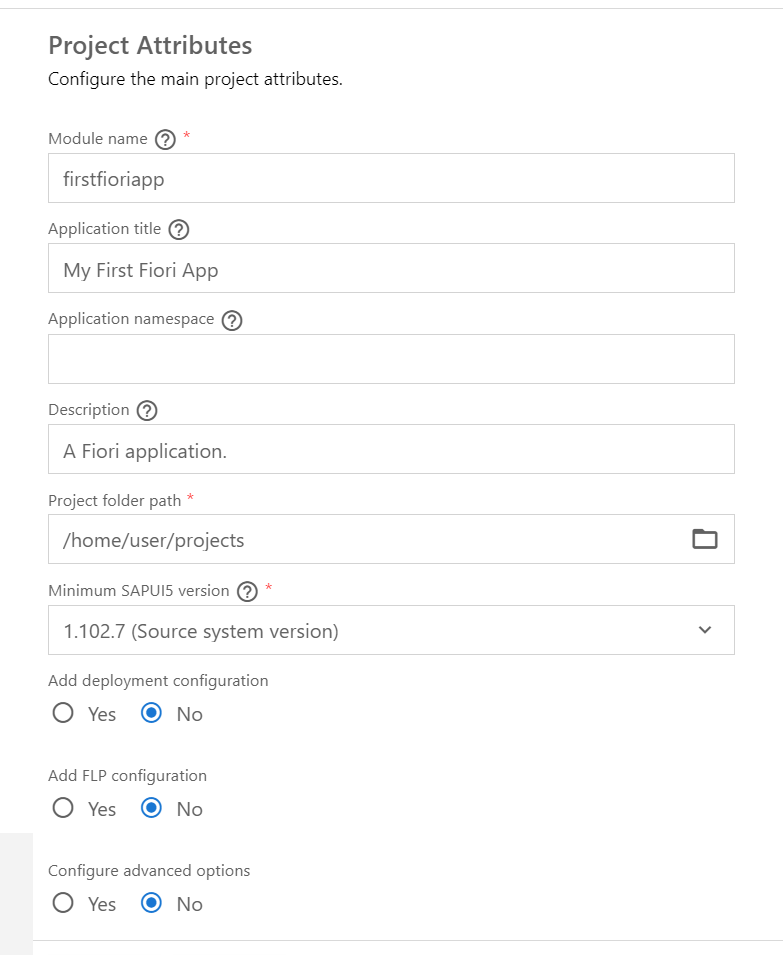 Project Attributes
Configure the main project attributes.
Module name ? *
firstfioriapp
Application title ?
My First Fiori App
Application namespace ?
Description ?
A Fiori application.
Project folder path *
/home/user/projects
Minimum SAPUI5 version ? *
1.102.7 (Source system version)
Add deployment configuration
Yes No
Add FLP configuration
Yes No
Configure advanced options
Yes No